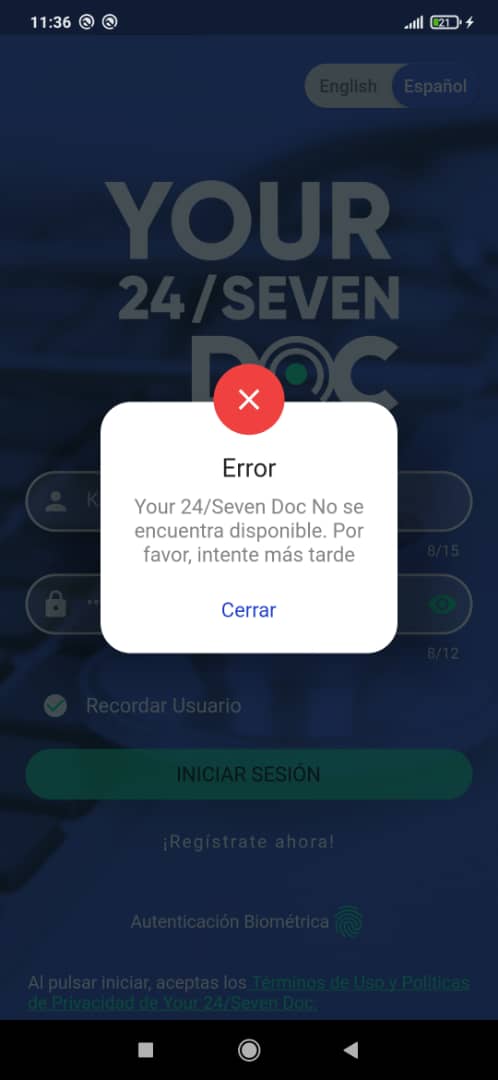 11:36
21
English Español
YOUR
24/SEVEN
DOC
Error
Your 24/Seven Doc No se
encuentra disponible. Por
favor, intente más tarde
Cerrar
K
8/15
8/12
Recordar Usuario
INICIAR SESIÓN
¡Regístrate ahora!
Autenticación Biométrica
Al pulsar iniciar, aceptas los Términos de Uso y Políticas
de Privacidad de Your 24/Seven Doc.